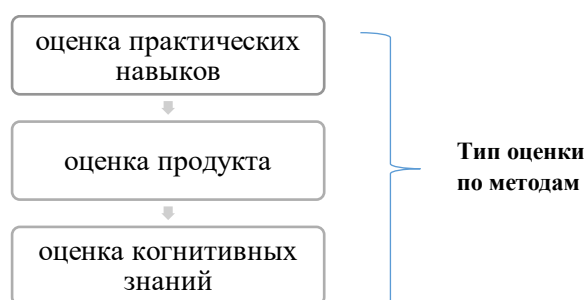 оценка практических
навыков
оценка продукта
Тип оценки
по методам
оценка когнитивных
знаний